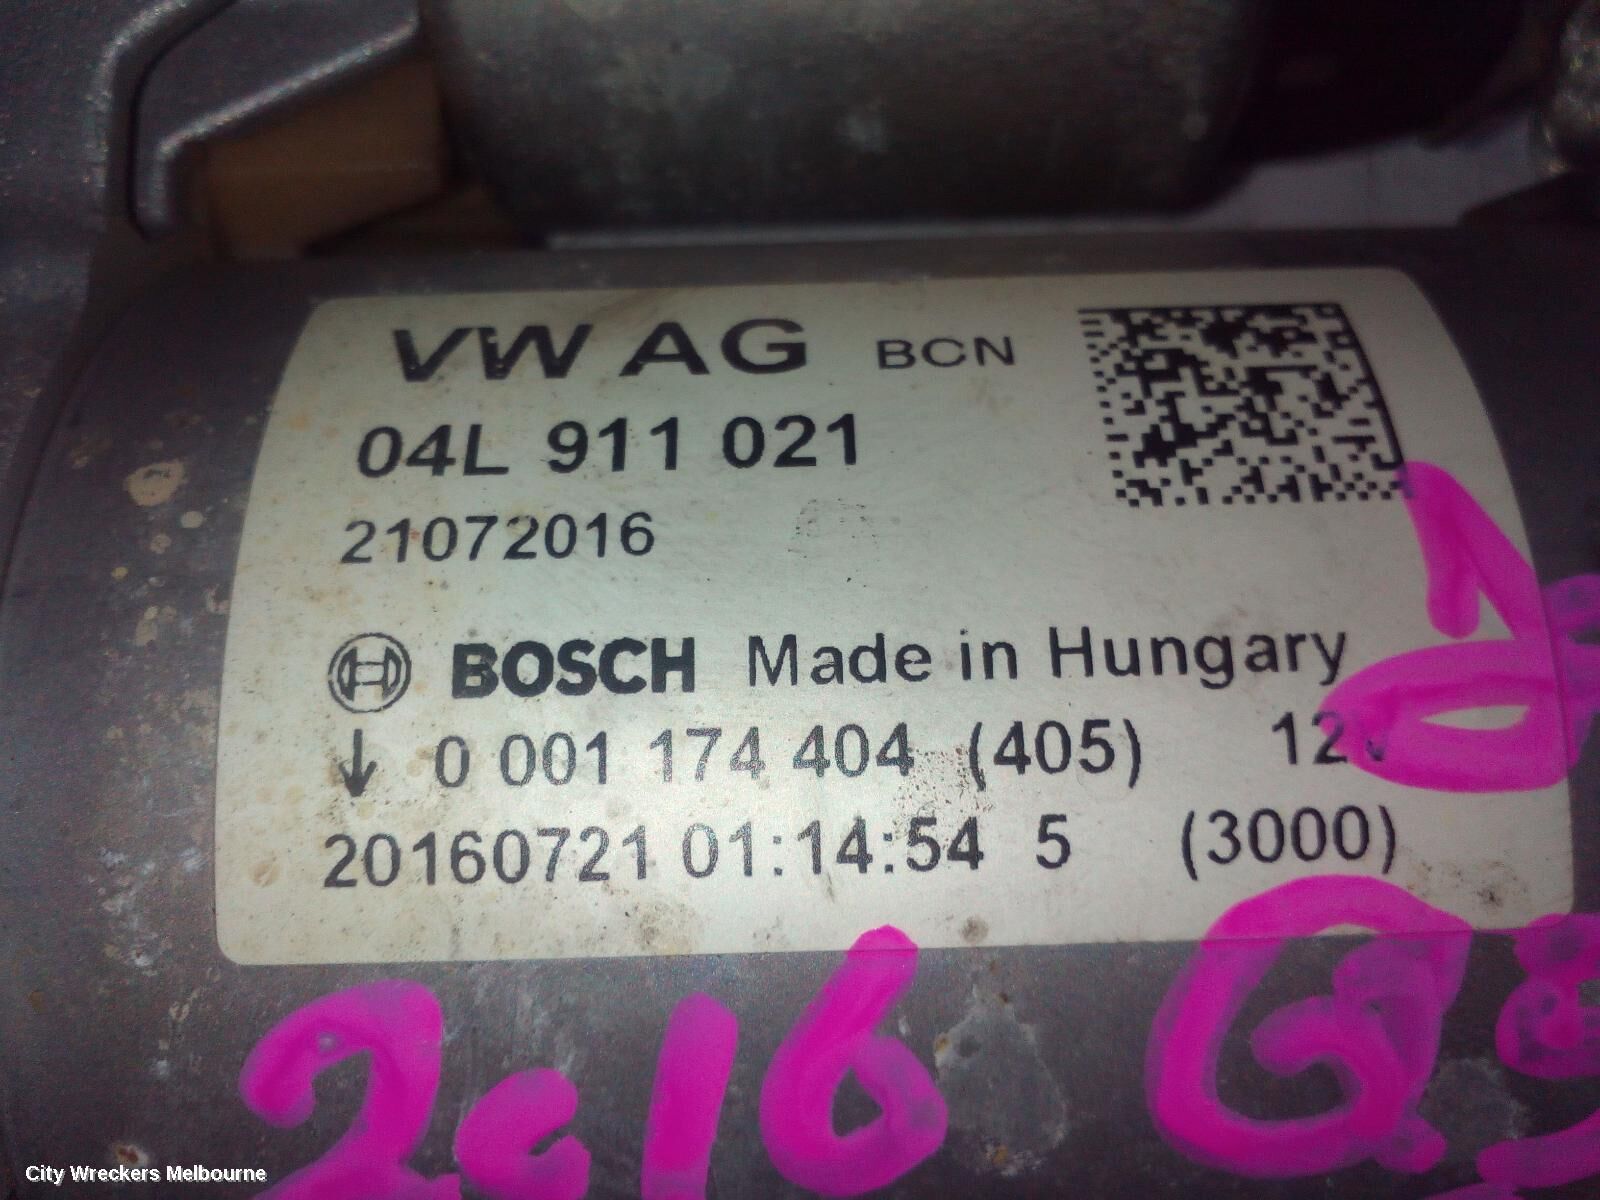 VW AG BCN
04L 911 021
21072016
BOSCH Made in Hungary
↓ 0 001 174 404 (405) 12V
20160721 01:14:54 5 (3000)
2016
City Wreckers Melbourne